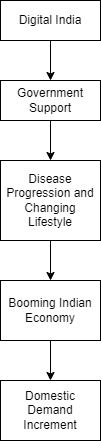 Digital India
Government
Support
Disease
Progression and
Changing
Lifestyle
Booming Indian
Economy
Domestic
Demand
Increment